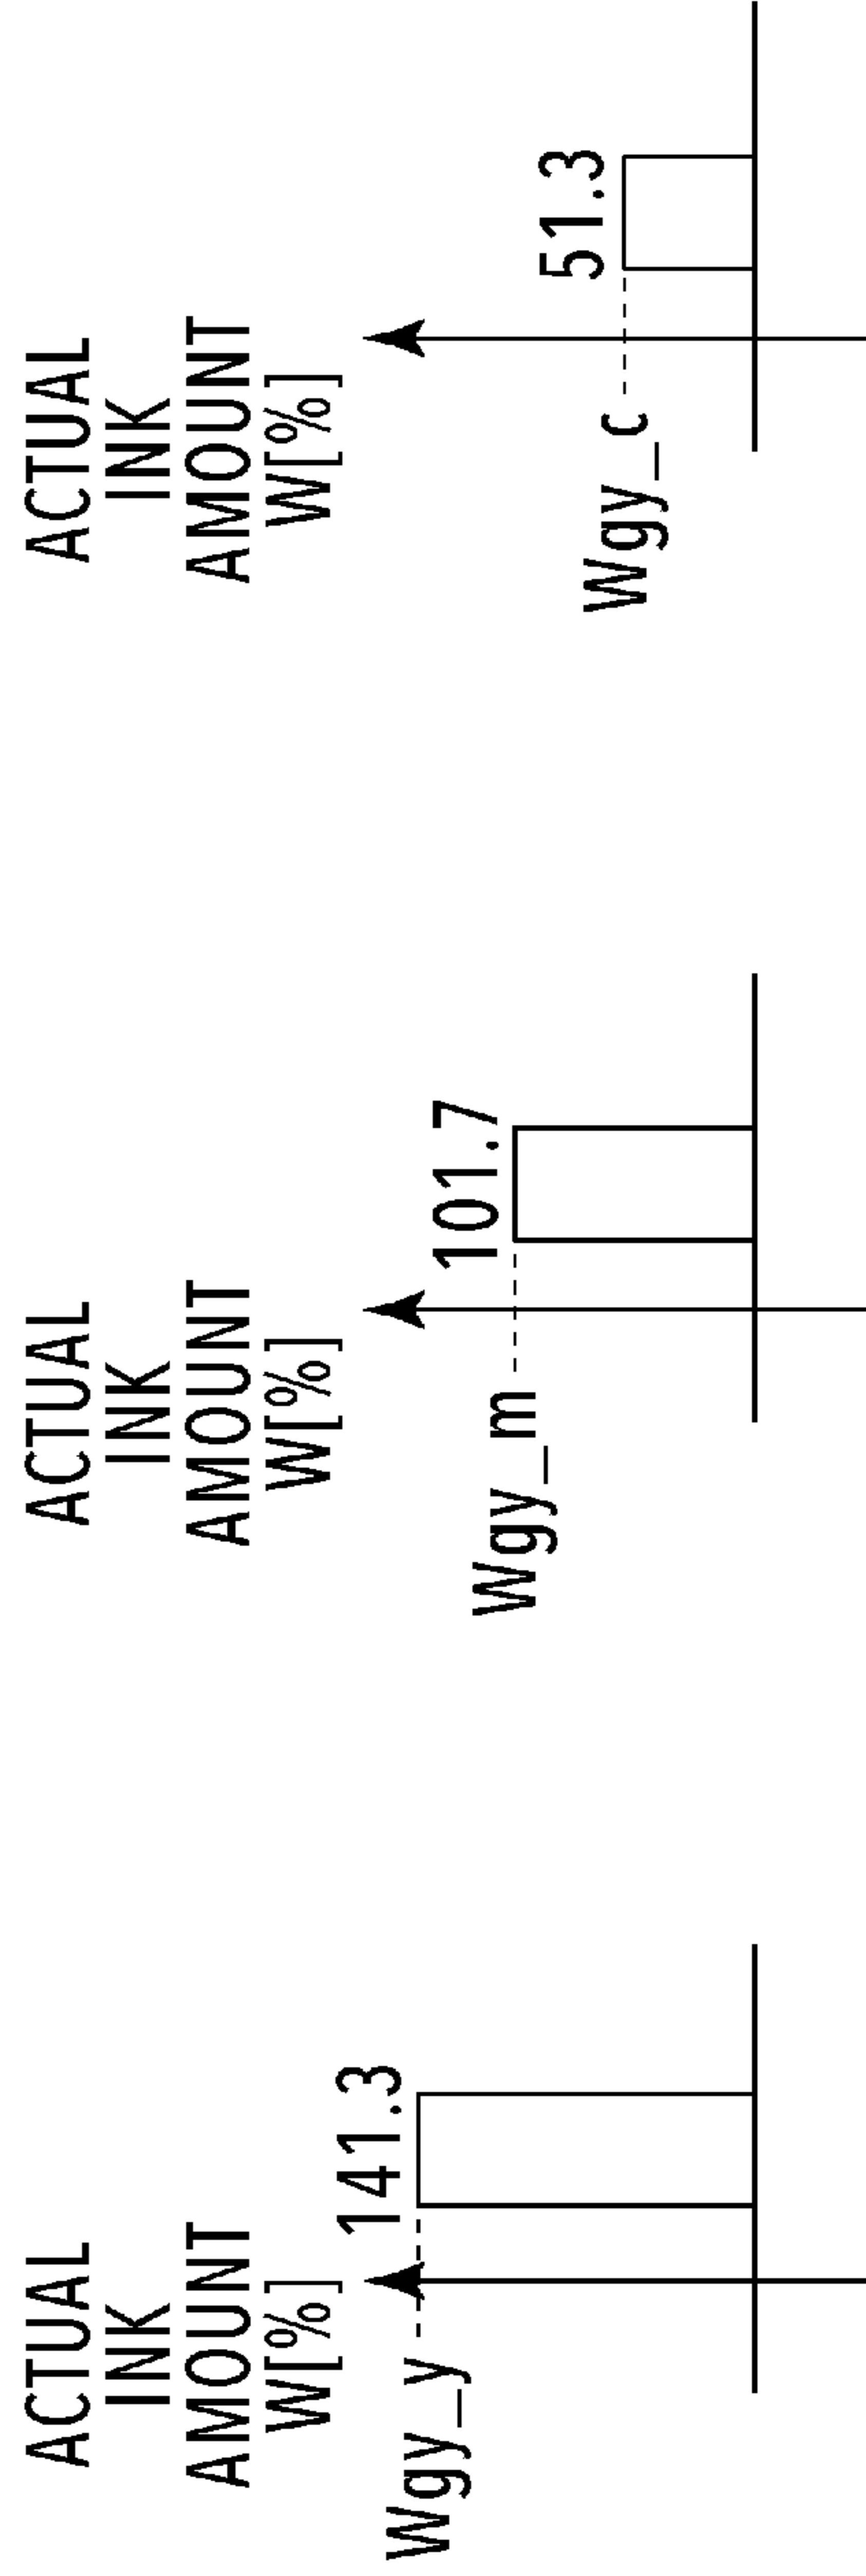 ACTUAL
INK
AMOUNT
W[%]
141.3
Wgy_y
ACTUAL
INK
AMOUNT
W[%]
101.7
Wgy_m
ACTUAL
INK
AMOUNT
W[%]
51.3
Wgy_c